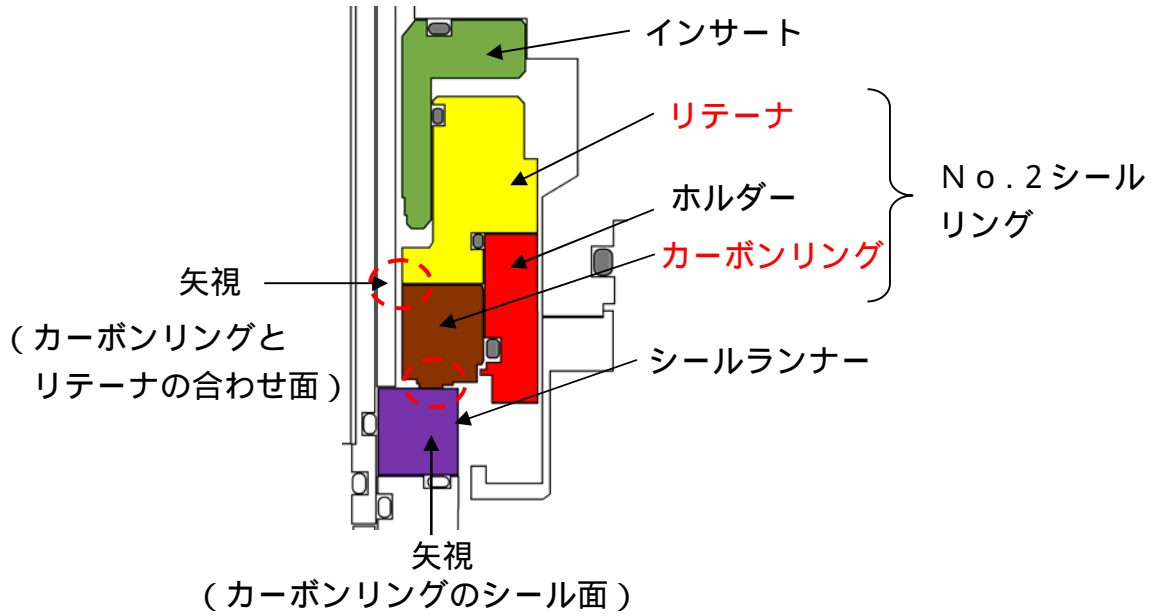 インサート
リテーナ
ホルダー
カーボンリング
No.2シール
リング
矢視
(カーボンリングと
リテーナの合わせ面)
シールランナー
矢視
(カーボンリングのシール面)